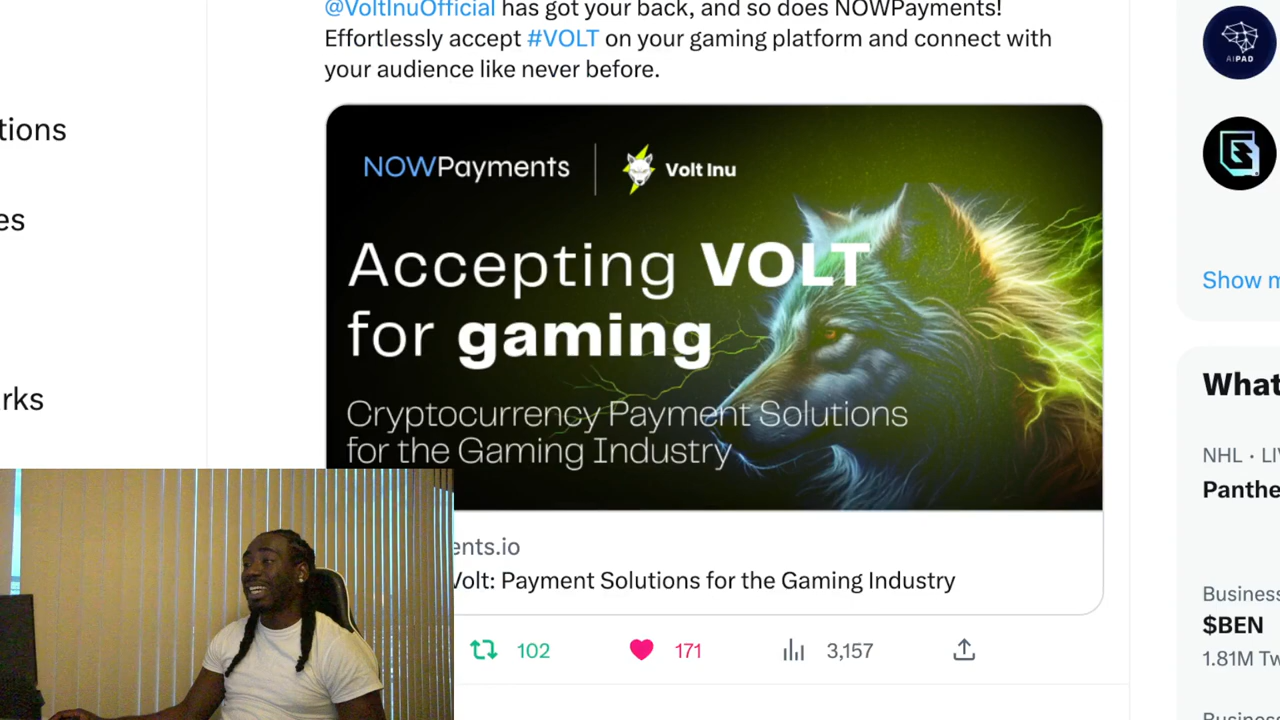 @VoltInuOfficial has got your back, and so does NOWPayments!
Effortlessly accept #VOLT on your gaming platform and connect with
your audience like never before.
tions
es
rks
NOWPayments
Volt Inu
Accepting VOLT
for gaming
Cryptocurrency Payment Solutions
for the Gaming Industry
ents.io
Volt: Payment Solutions for the Gaming Industry
102
171
3,157
AIPAD
Show m
What
NHL · LI
Panthe
Business
$BEN
1.81M Tw
Busines